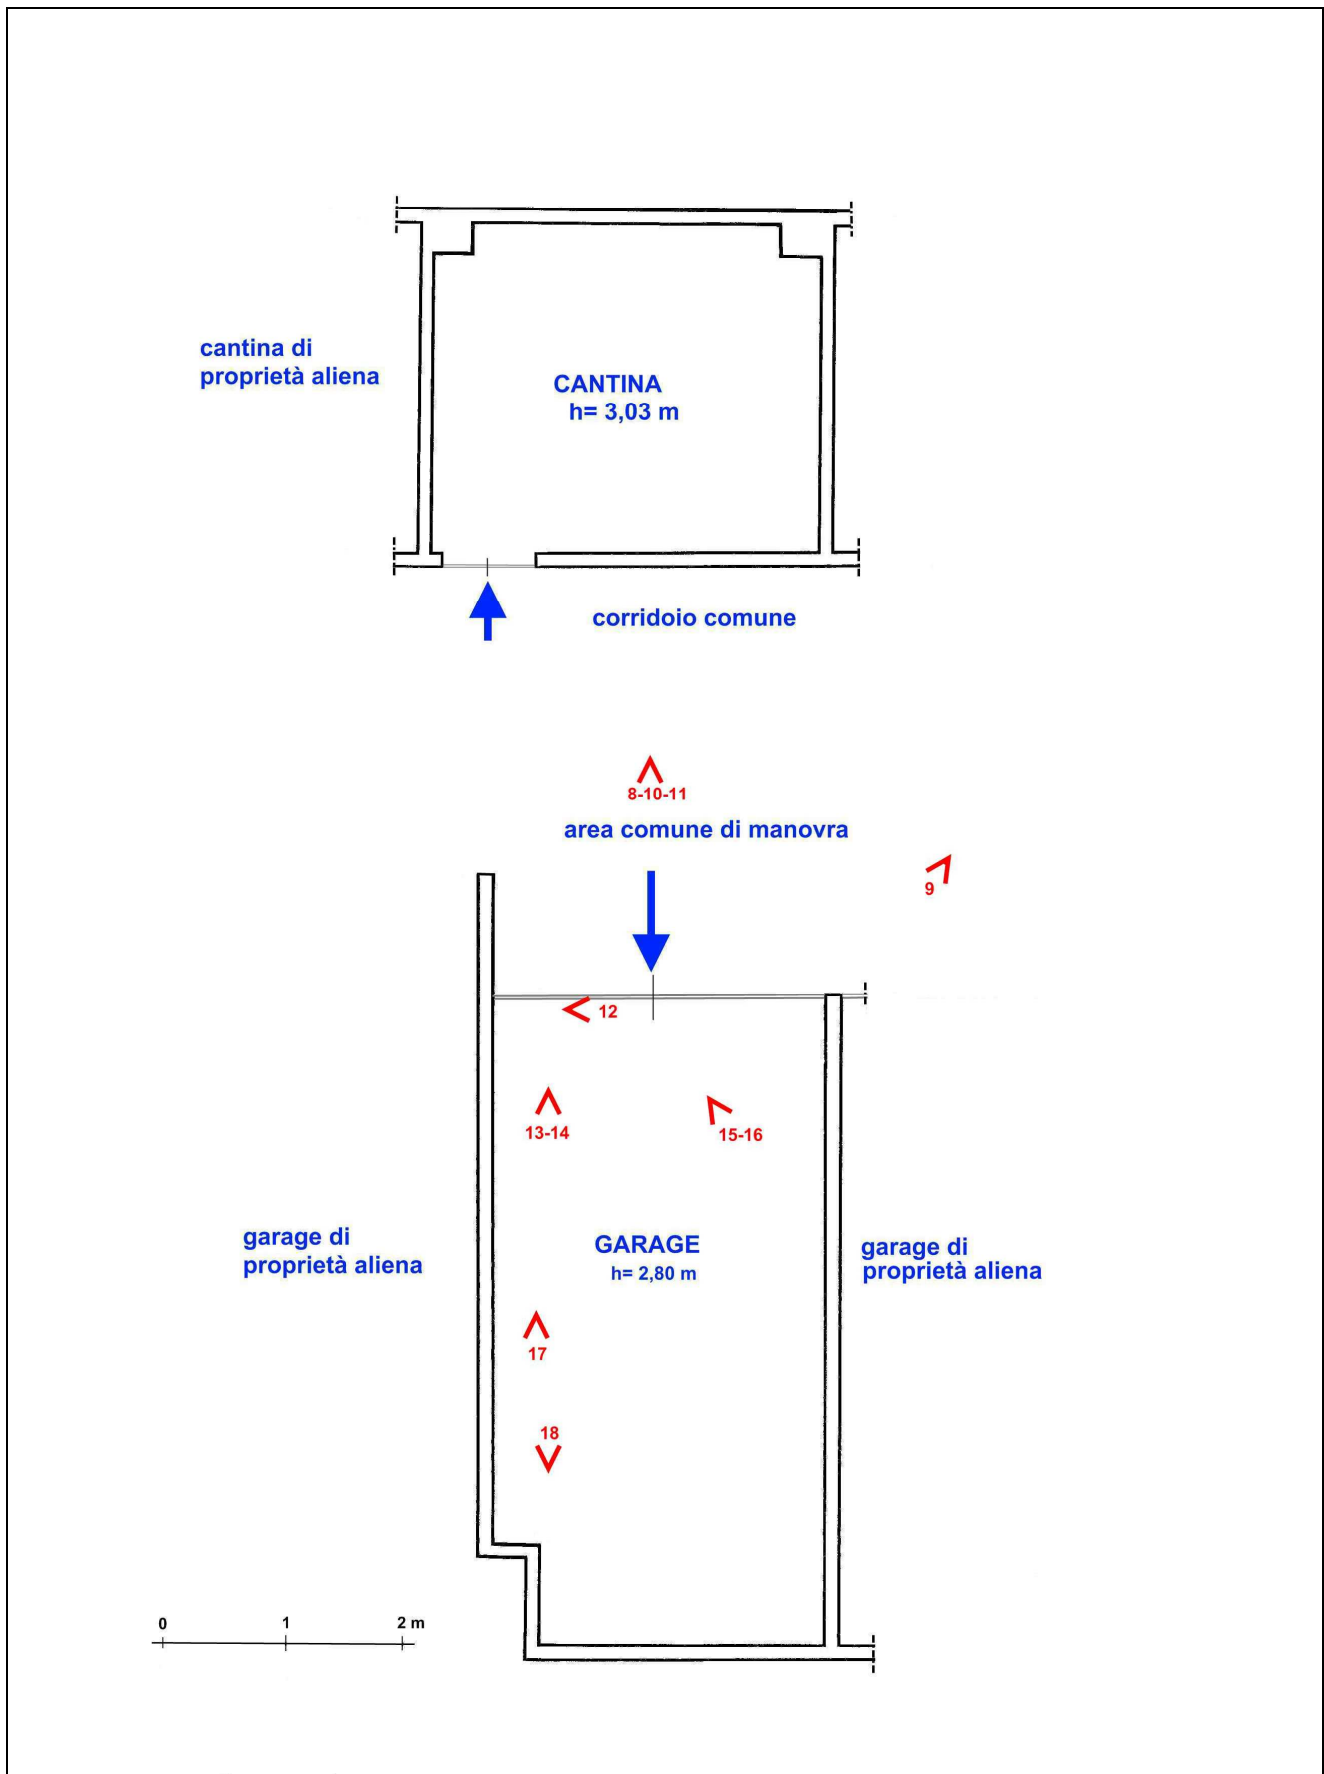 cantina di
proprietà aliena
CANTINA
h= 3,03 m
corridoio comune
8-10-11
area comune di manovra
9
12
13-14
15-16
garage di
proprietà aliena
GARAGE
h= 2,80 m
garage di
proprietà aliena
17
18
0 1 2 m